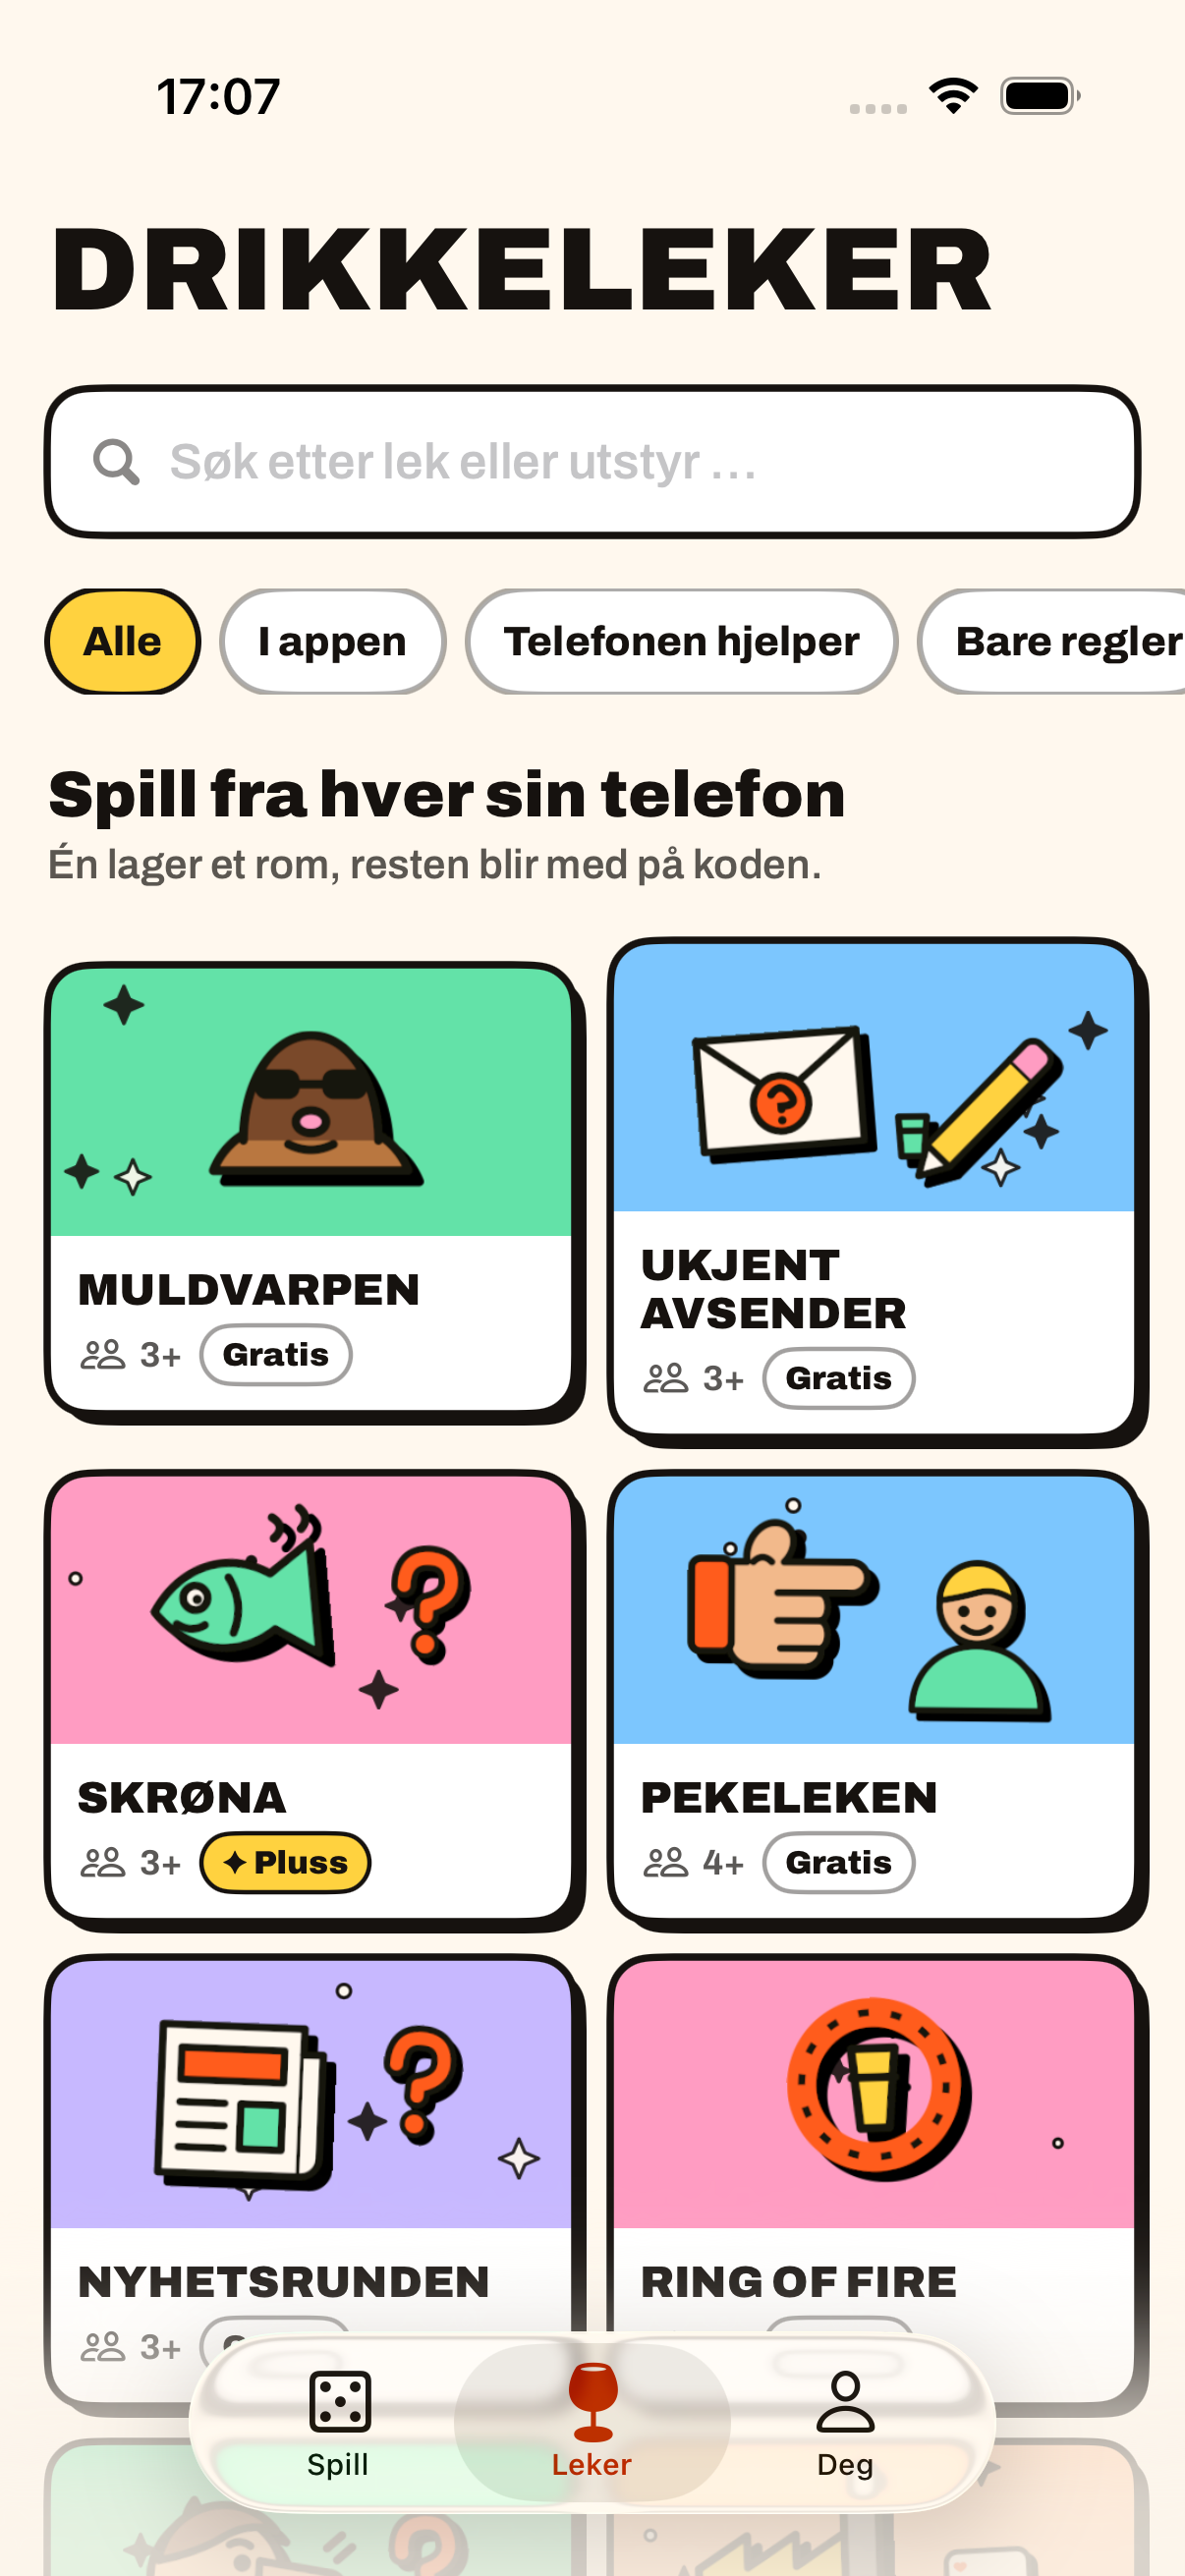 17:07
DRIKKELEKER
Søk etter lek eller utstyr ...
Alle
I appen
Telefonen hjelper
Bare regler
Spill fra hver sin telefon
Én lager et rom, resten blir med på koden.
MULDVARPEN
3+ Gratis
UKJENT
AVSENDER
3+ Gratis
SKRØNA
3+ Pluss
PEKELEKEN
4+ Gratis
NYHETSRUNDEN
3+
RING OF FIRE
Spill
Leker
Deg